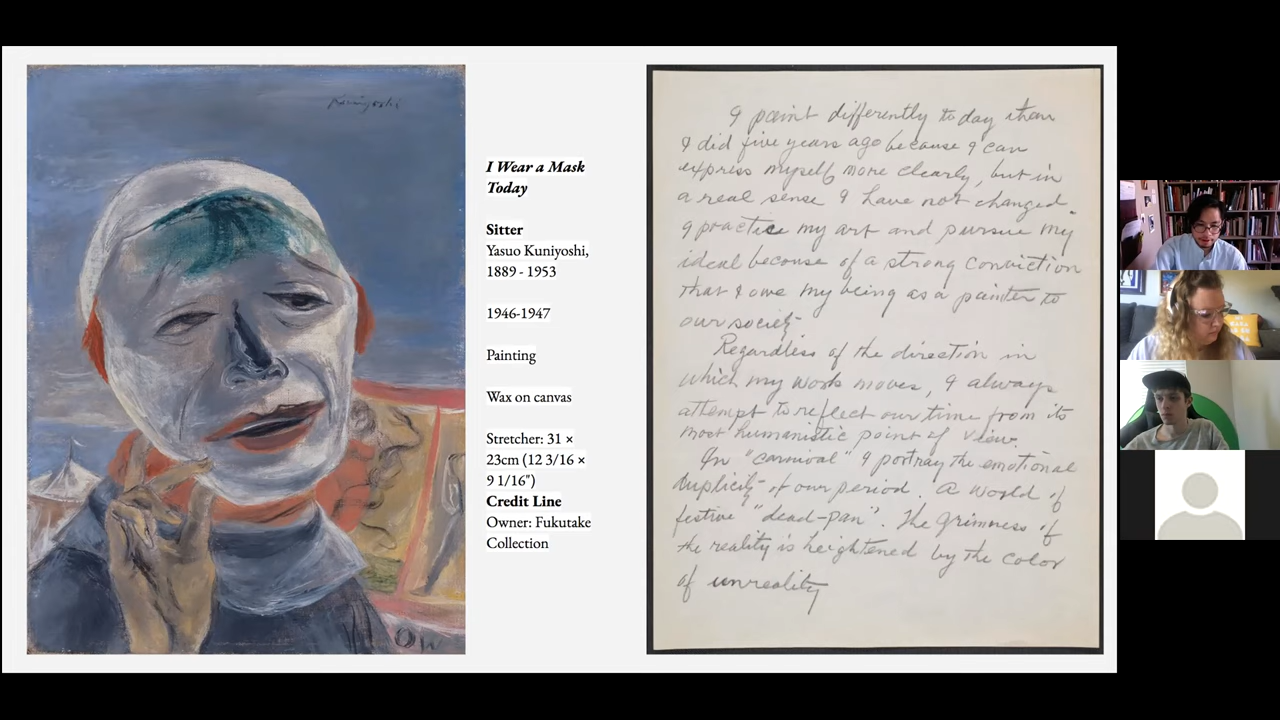 Kuniyoshi
I Wear a Mask
Today
Sitter
Yasuo Kuniyoshi,
1889 - 1953
1946-1947
Painting
Wax on canvas
Stretcher: 31 ×
23cm (12 3/16 ×
9 1/16")
Credit Line
Owner: Fukutake
Collection
I paint differently today than
I did five years ago because I can
express myself more clearly, but in
a real sense I have not changed.
I practice my art and pursue my
ideal because of a strong conviction
that I owe my being as a painter to
our society
Regardless of the direction in
which my work moves, I always
attempt to reflect our time from its
most humanistic point of view.
In "carnival" I portray the emotional
duplicity of our period. A world of
festive "dead-pan". The grimness of
the reality is heightened by the color
of unreality